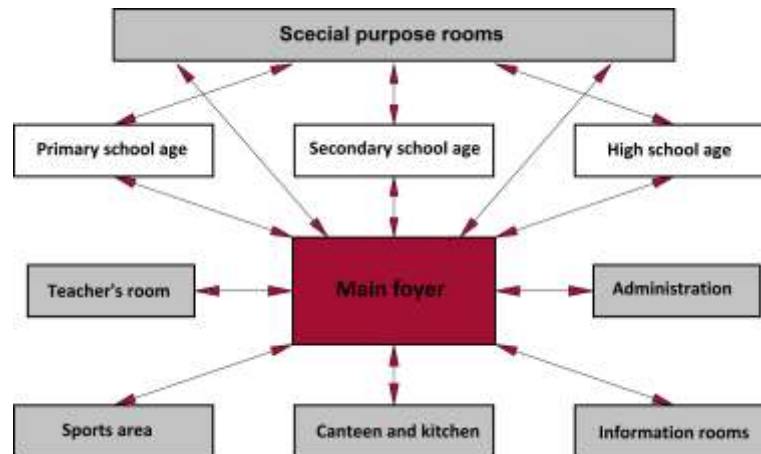 Scecial purpose rooms
Primary school age
Secondary school age
High school age
Teacher's room
Main foyer
Administration
Sports area
Canteen and kitchen
Information rooms